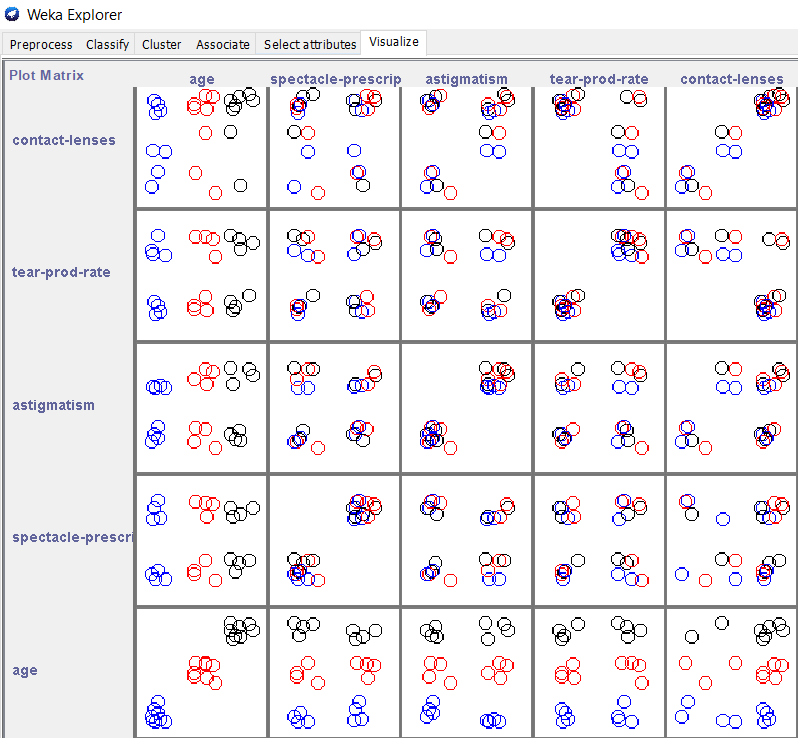 Weka Explorer
Preprocess Classify Cluster Associate Select attributes Visualize
Plot Matrix age spectacle-prescrip astigmatism tear-prod-rate contact-lenses
contact-lenses
tear-prod-rate
astigmatism
spectacle-prescri
age